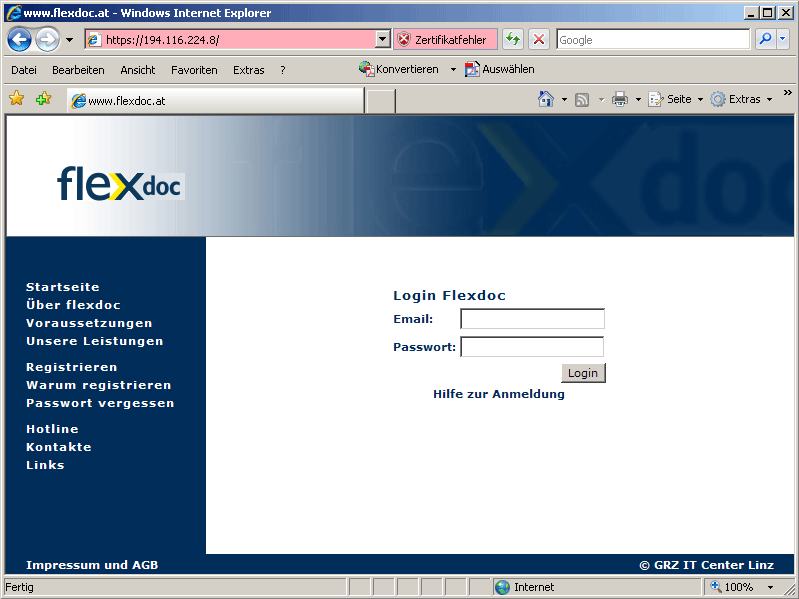 www.flexdoc.at - Windows Internet Explorer
https://194.116.224.8/
Zertifikatfehler
Google
Datei Bearbeiten Ansicht Favoriten Extras ?
Konvertieren Auswählen
www.flexdoc.at
Seite Extras »
flexdoc
flexdoc
Startseite
Über flexdoc
Voraussetzungen
Unsere Leistungen
Registrieren
Warum registrieren
Passwort vergessen
Hotline
Kontakte
Links
Login Flexdoc
Email:
Passwort:
Login
Hilfe zur Anmeldung
Impressum und AGB
© GRZ IT Center Linz
Fertig
Internet
100%